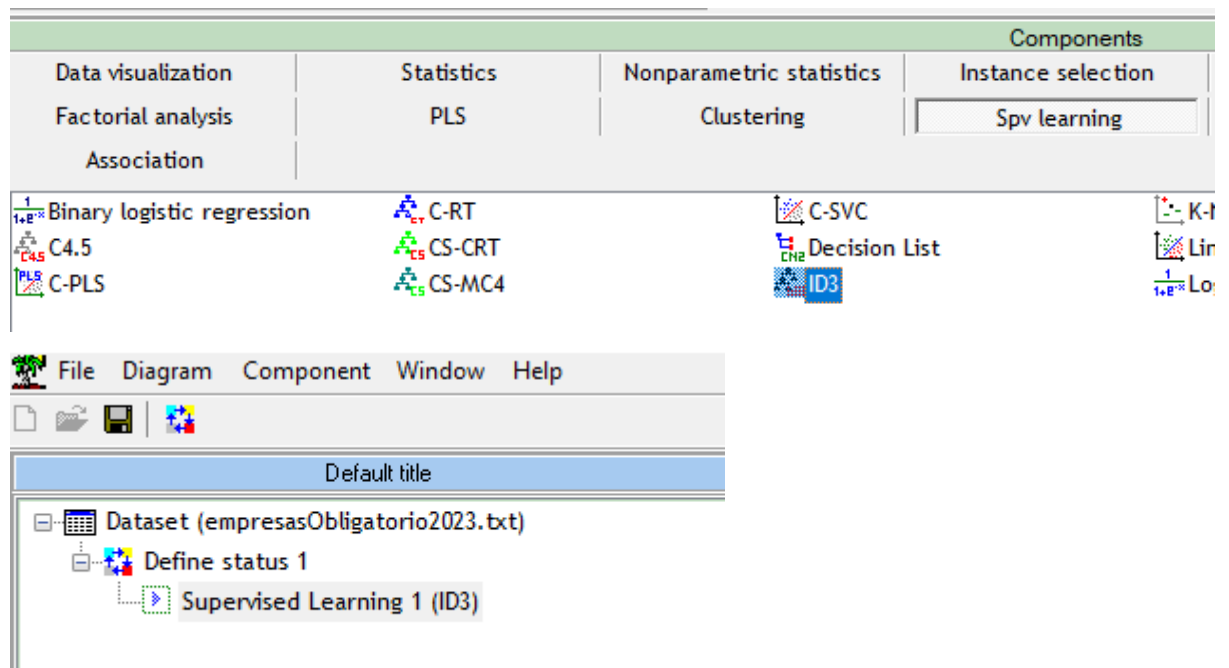 Components
Data visualization Statistics Nonparametric statistics Instance selection
Factorial analysis PLS Clustering Spv learning
Association
Binary logistic regression C-RT C-SVC
C4.5 CS-CRT Decision List
C-PLS CS-MC4 ID3
File Diagram Component Window Help
Default title
Dataset (empresasObligatorio2023.txt)
Define status 1
Supervised Learning 1 (ID3)